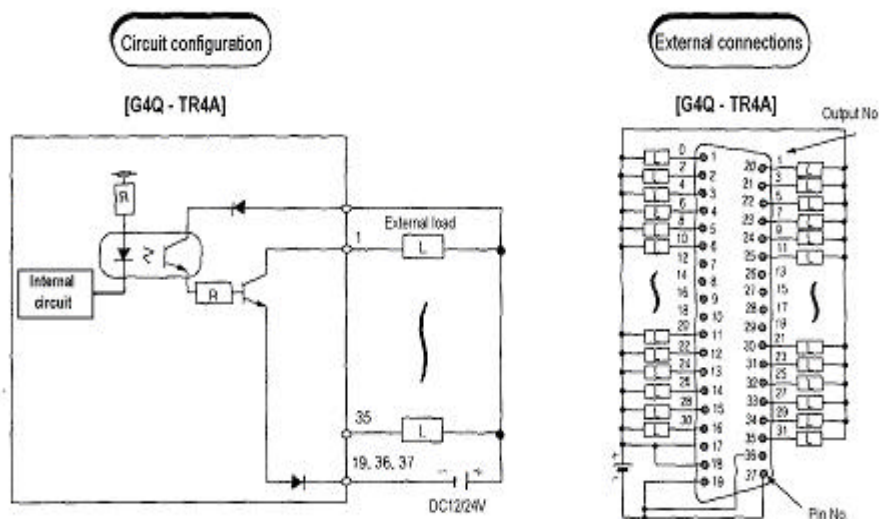 Circuit configuration
[G4Q - TR4A]
R
Internal
circuit
R
External load
1
L
35
L
19, 36, 37
- +
DC12/24V
External connections
[G4Q - TR4A]
Output No
L 0 1
L 2 2
L 4 3
L 6 4
L 8 5
L 10 6
12 7
14 8
16 9
18 10
L 20 11
L 22 12
L 24 13
L 26 14
L 28 15
L 30 16
17
18
19
20 1 L
21 3 L
22 5 L
23 7 L
24 9 L
25 11 L
26 13
27 15
28 17
29 19
30 21 L
31 23 L
32 25 L
33 27 L
34 29 L
35 31 L
36
37
+
-
Pin No